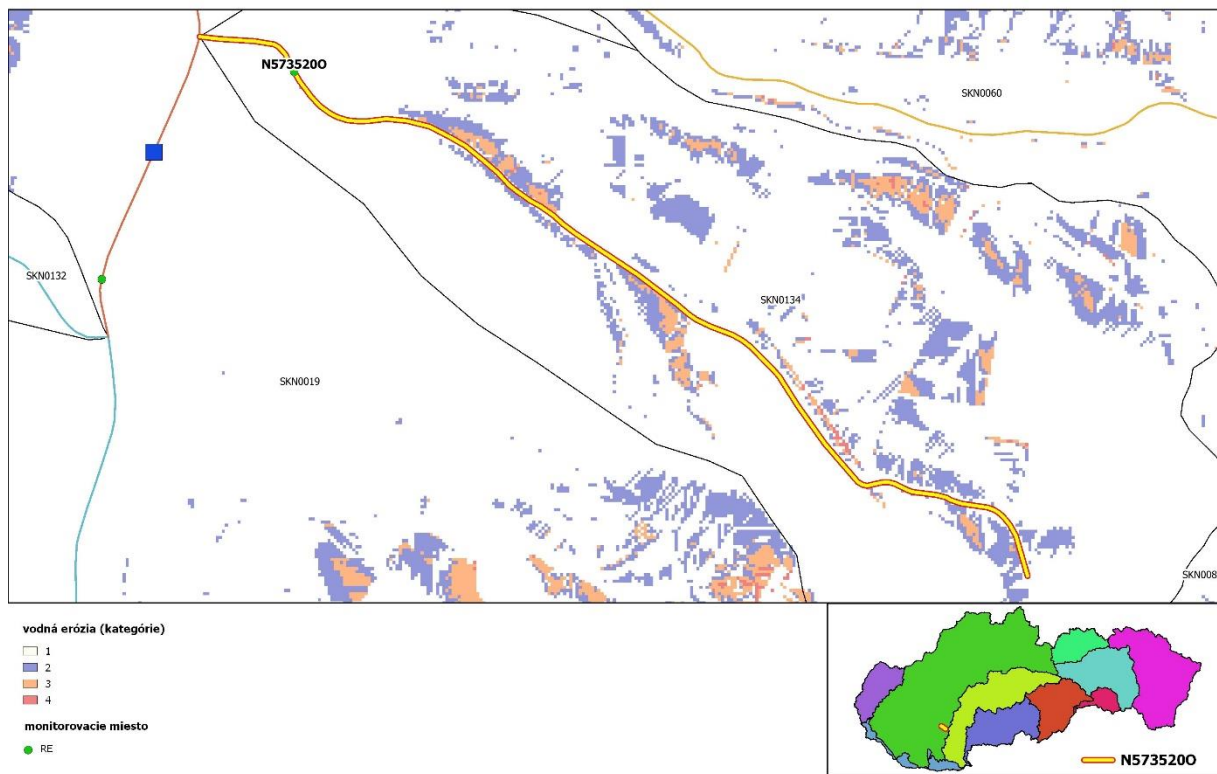 N573520O
SKN0060
SKN0132
SKN0134
SKN0019
SKN008
vodná erózia (kategórie)
1
2
3
4
monitorovacie miesto
RE
N573520O